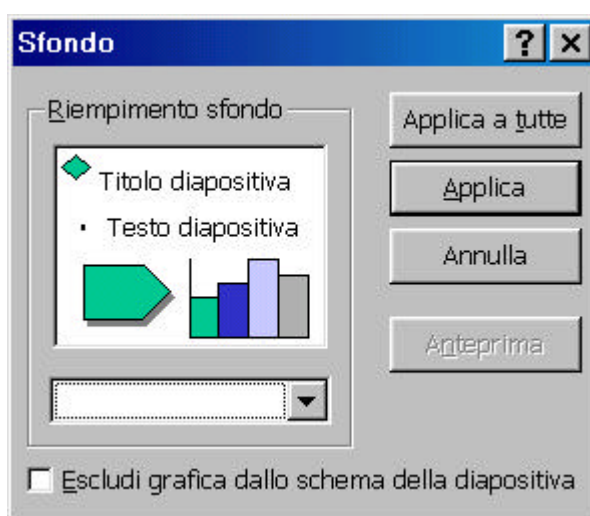 Sfondo
Riempimento sfondo
Titolo diapositiva
· Testo diapositiva
Applica a tutte
Applica
Annulla
Anteprima
Escludi grafica dallo schema della diapositiva